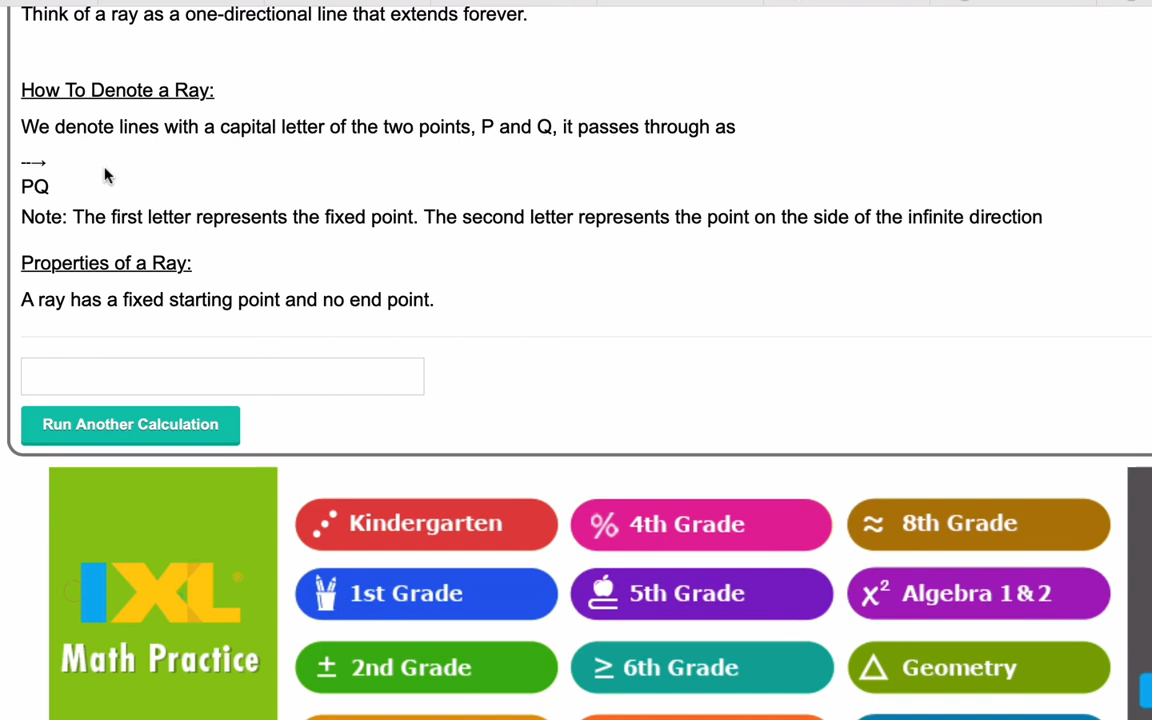 Think of a ray as a one-directional line that extends forever.
How To Denote a Ray:
We denote lines with a capital letter of the two points, P and Q, it passes through as
--→
PQ
Note: The first letter represents the fixed point. The second letter represents the point on the side of the infinite direction
Properties of a Ray:
A ray has a fixed starting point and no end point.
Run Another Calculation
IXL®
Math Practice
Kindergarten
% 4th Grade
≈ 8th Grade
1st Grade
5th Grade
x² Algebra 1 & 2
± 2nd Grade
≥ 6th Grade
Geometry